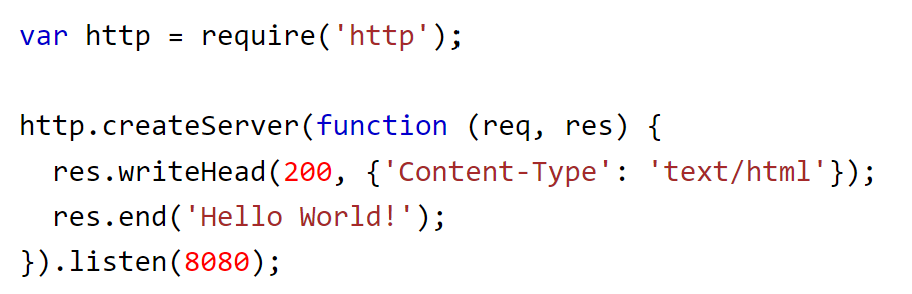 var http = require('http');

http.createServer(function (req, res) {
  res.writeHead(200, {'Content-Type': 'text/html'});
  res.end('Hello World!');
}).listen(8080);